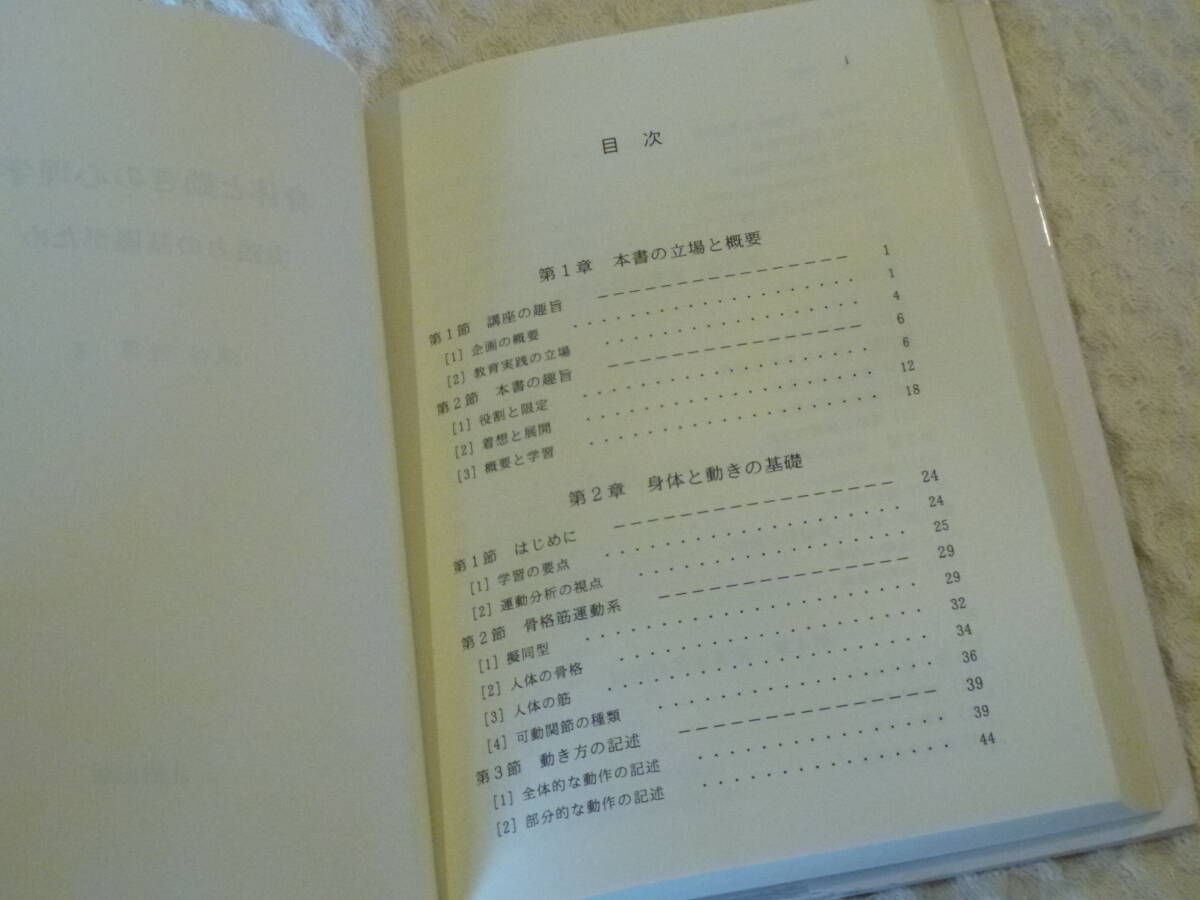 1
目 次
第1章 本書の立場と概要
第1節 講座の趣旨 ---------------- 1
[1] 企画の概要 ・・・・・・・・・・・・・・・・・ 1
[2] 教育実践の立場 ・・・・・・・・・・・・・・・ 4
第2節 本書の趣旨 ---------------- 6
[1] 役割と限定 ・・・・・・・・・・・・・・・・・ 6
[2] 着想と展開 ・・・・・・・・・・・・・・・・・ 12
[3] 概要と学習 ・・・・・・・・・・・・・・・・・ 18
第2章 身体と動きの基礎
第1節 はじめに ----------------- 24
[1] 学習の要点 ・・・・・・・・・・・・・・・・・ 24
[2] 運動分析の視点 ・・・・・・・・・・・・・・・ 25
第2節 骨格筋運動系 --------------- 29
[1] 擬同型 ・・・・・・・・・・・・・・・・・・・ 29
[2] 人体の骨格 ・・・・・・・・・・・・・・・・・ 32
[3] 人体の筋 ・・・・・・・・・・・・・・・・・・ 34
[4] 可動関節の種類 ・・・・・・・・・・・・・・・ 36
第3節 動き方の記述 --------------- 39
[1] 全体的な動作の記述 ・・・・・・・・・・・・・ 39
[2] 部分的な動作の記述 ・・・・・・・・・・・・・ 44